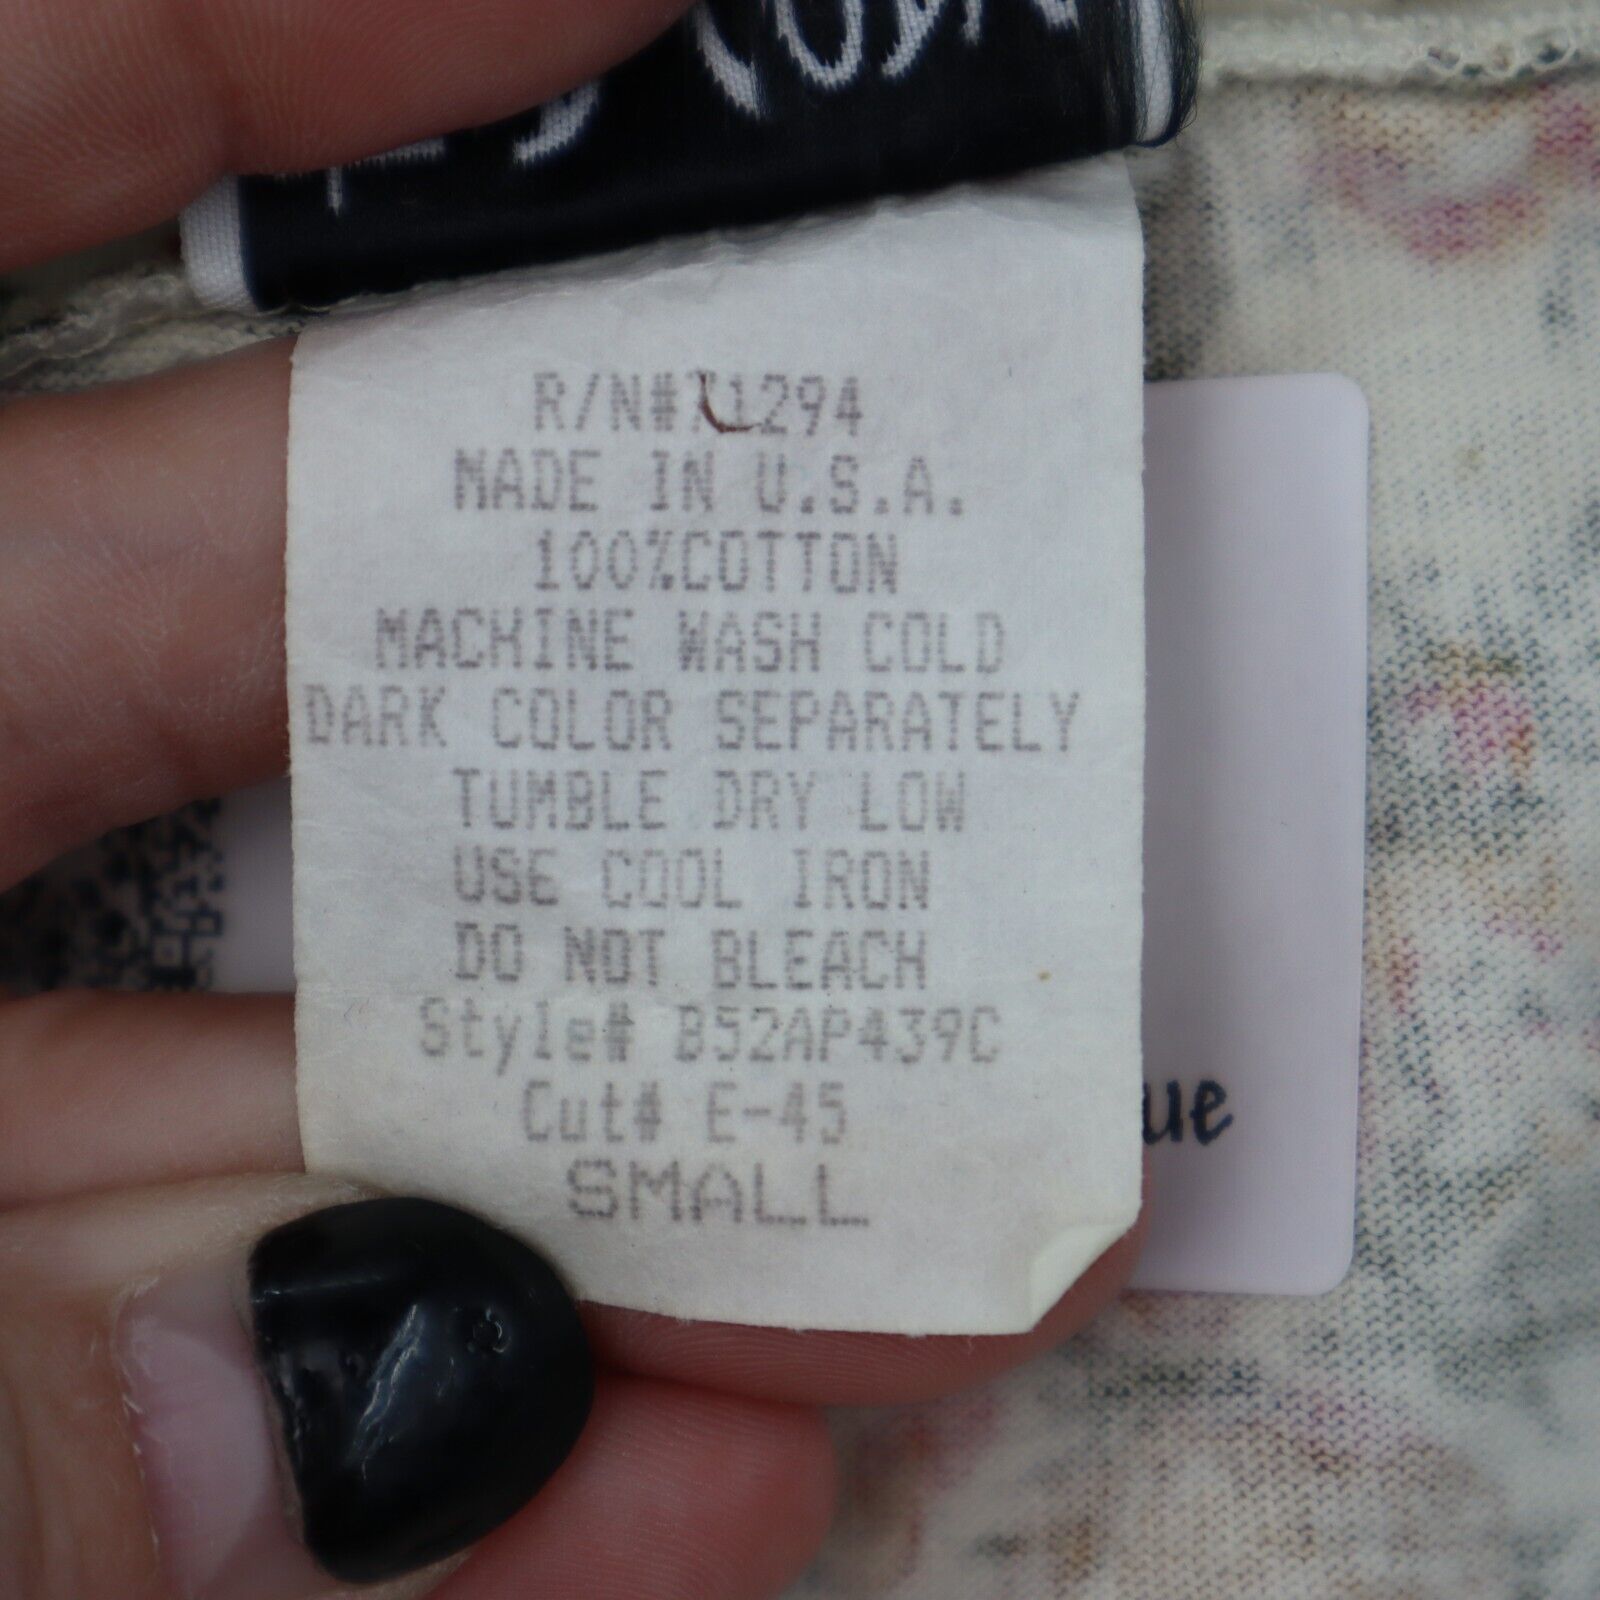 R/N#71294
MADE IN U.S.A.
100%COTTON
MACHINE WASH COLD
DARK COLOR SEPARATELY
TUMBLE DRY LOW
USE COOL IRON
DO NOT BLEACH
Style# B52AP439C
Cut# E-45
SMALL
ue